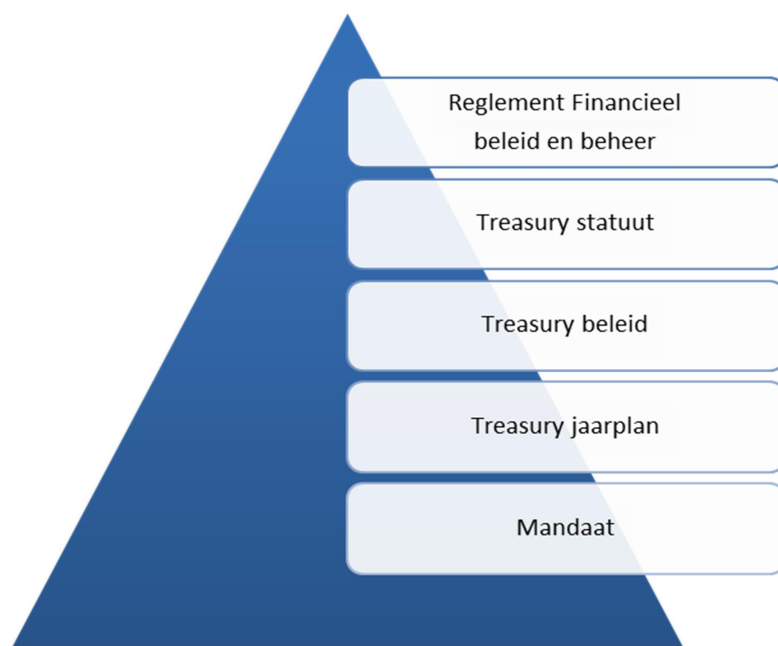 Reglement Financieel
beleid en beheer
Treasury statuut
Treasury beleid
Treasury jaarplan
Mandaat